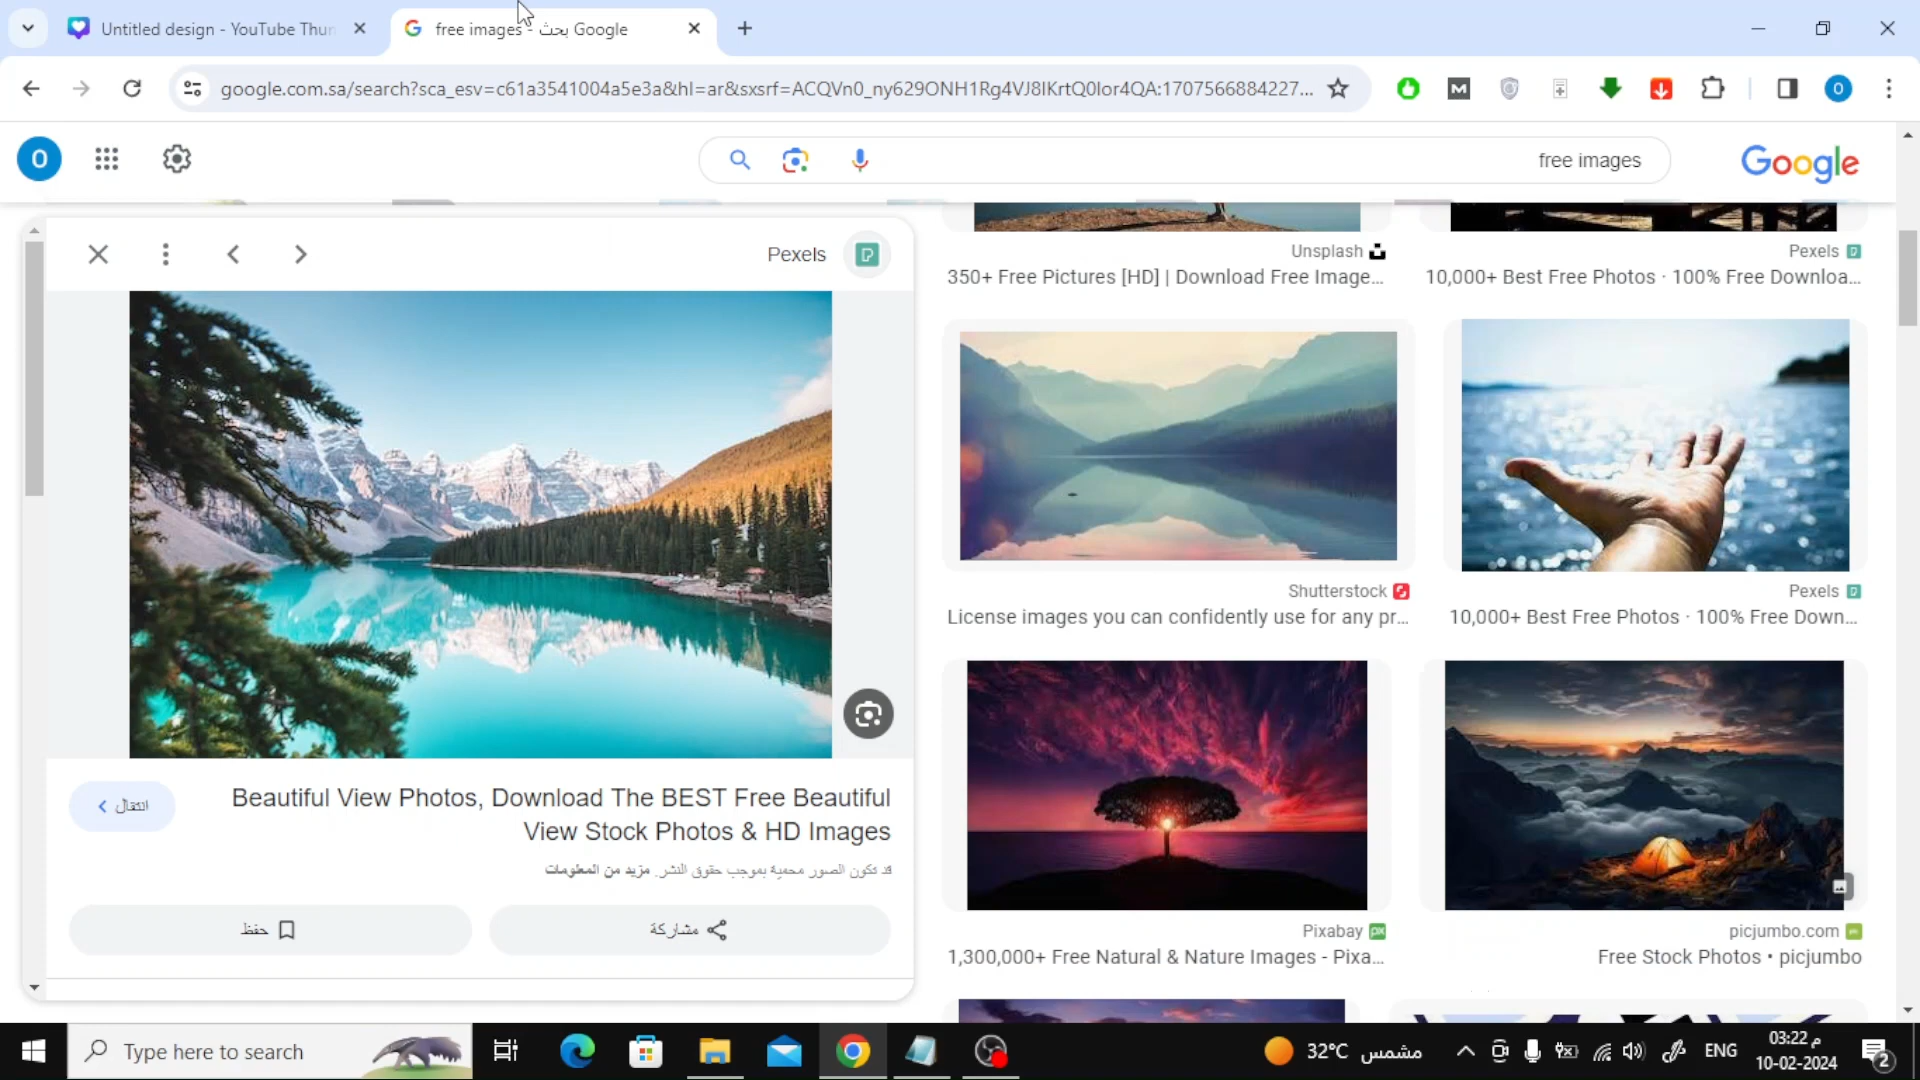 Untitled design - YouTube Thun
free images - بحث Google
google.com.sa/search?sca_esv=c61a3541004a5e3a&hl=ar&sxsrf=ACQVn0_ny629ONH1Rg4VJ8lKrtQ0lor4QA:1707566884227...
O
O
free images
Google
Pexels
Beautiful View Photos, Download The BEST Free Beautiful
View Stock Photos & HD Images
انتقال
قد تكون الصور محمية بموجب حقوق النشر. مزيد من المعلومات
حفظ
مشاركة
Unsplash
350+ Free Pictures [HD] | Download Free Image...
Pexels
10,000+ Best Free Photos · 100% Free Downloa...
Shutterstock
License images you can confidently use for any pr...
Pexels
10,000+ Best Free Photos · 100% Free Down...
Pixabay
1,300,000+ Free Natural & Nature Images - Pixa...
picjumbo.com
Free Stock Photos • picjumbo
Type here to search
32°C مشمس
ENG
03:22 م
10-02-2024
2